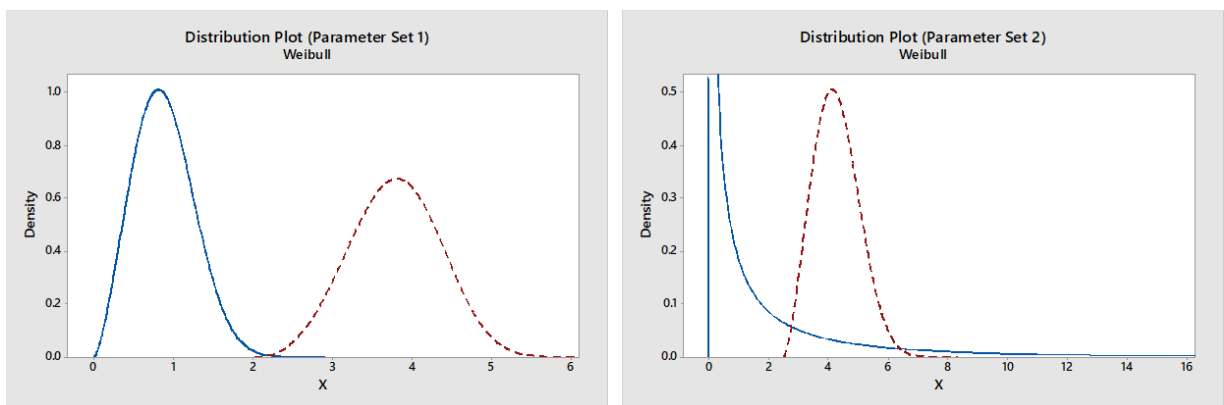 Distribution Plot (Parameter Set 1)
Weibull
1.0
0.8
0.6
0.4
0.2
0.0
Density
0 1 2 3 4 5 6
X
Distribution Plot (Parameter Set 2)
Weibull
0.5
0.4
0.3
0.2
0.1
0.0
Density
0 2 4 6 8 10 12 14 16
X